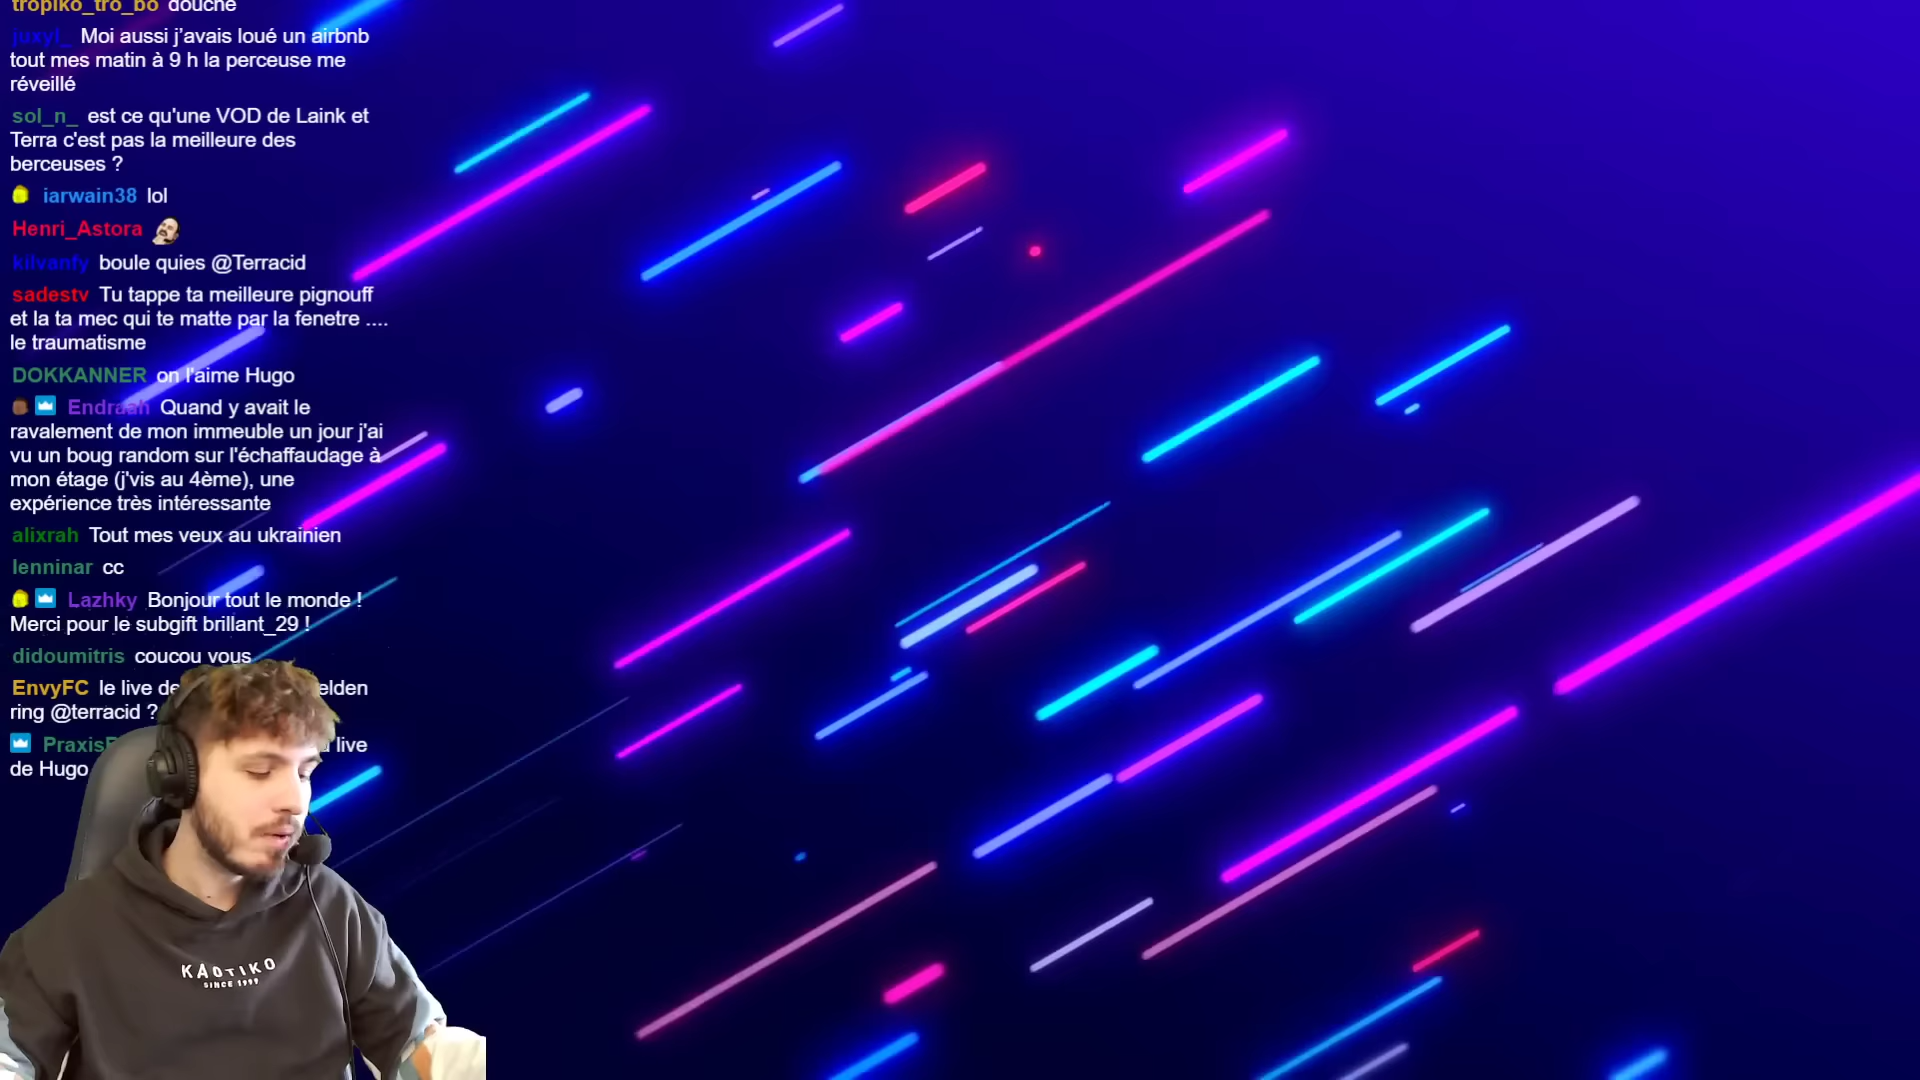 tropiko_tro_bo douche
juxyl_ Moi aussi j'avais loué un airbnb
tout mes matin à 9 h la perceuse me
réveillé
sol_n_ est ce qu'une VOD de Laink et
Terra c'est pas la meilleure des
berceuses ?
iarwain38 lol
Henri_Astora
kilvanfy boule quies @Terracid
sadestv Tu tappe ta meilleure pignouff
et la ta mec qui te matte par la fenetre ....
le traumatisme
DOKKANNER on l'aime Hugo
Endraah Quand y avait le
ravalement de mon immeuble un jour j'ai
vu un boug random sur l'échaffaudage à
mon étage (j'vis au 4ème), une
expérience très intéressante
alixrah Tout mes veux au ukrainien
lenninar cc
Lazhky Bonjour tout le monde !
Merci pour le subgift brillant_29 !
didoumitris coucou vous
EnvyFC le live de elden
ring @terracid ?
live
de Hugo
KAOTIKO
SINCE 1999